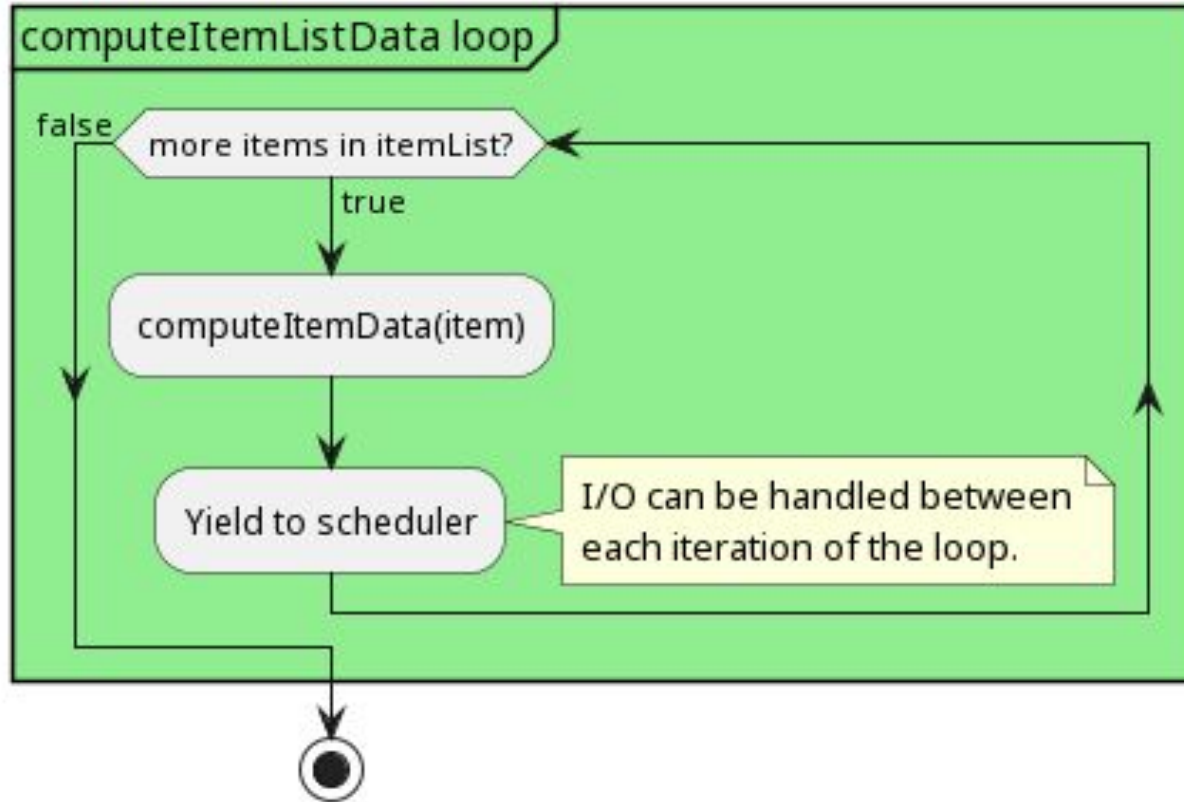 computeItemListData loop
false
more items in itemList?
true
computeItemData(item)
Yield to scheduler
I/O can be handled between
each iteration of the loop.